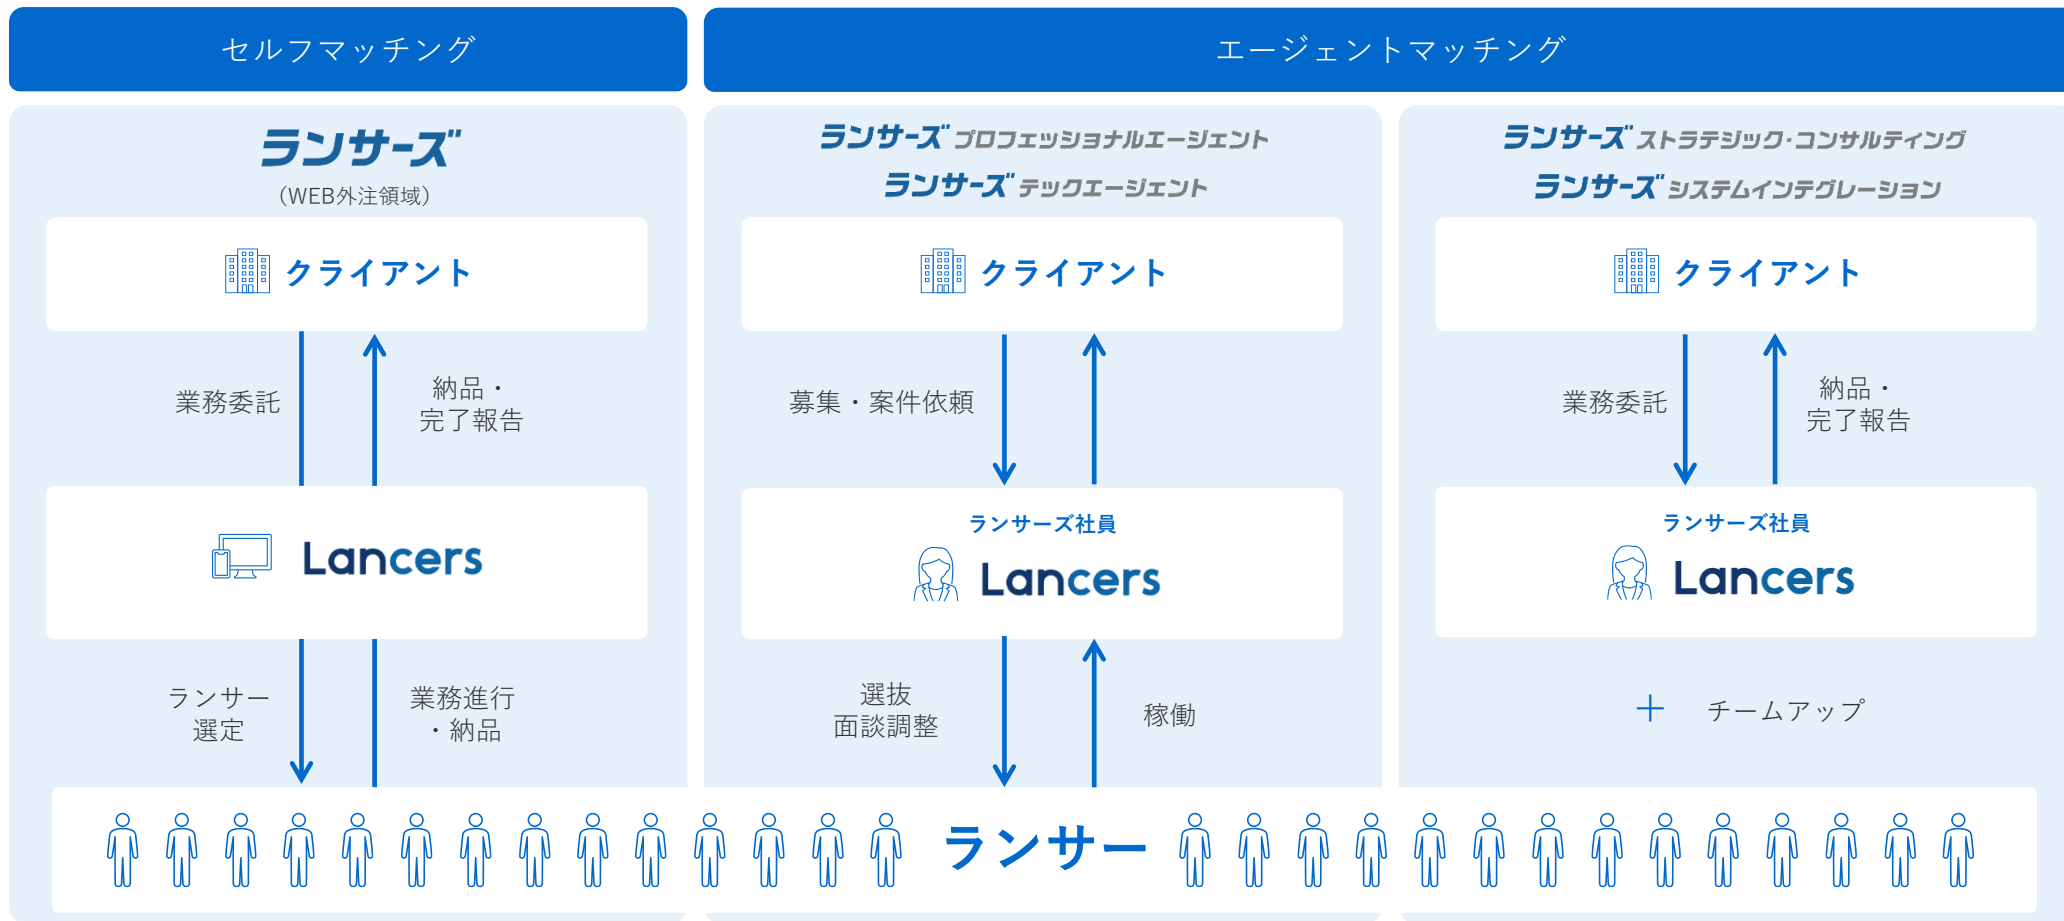 セルフマッチング
エージェントマッチング
ランサーズ
（WEB外注領域）
クライアント
業務委託
納品・
完了報告
Lancers
ランサー
選定
業務進行
・納品
ランサーズ プロフェッショナルエージェント
ランサーズ テックエージェント
クライアント
募集・案件依頼
ランサーズ社員
Lancers
選抜
面談調整
稼働
ランサーズ ストラテジック・コンサルティング
ランサーズ システムインテグレーション
クライアント
業務委託
納品・
完了報告
ランサーズ社員
Lancers
＋ チームアップ
ランサー